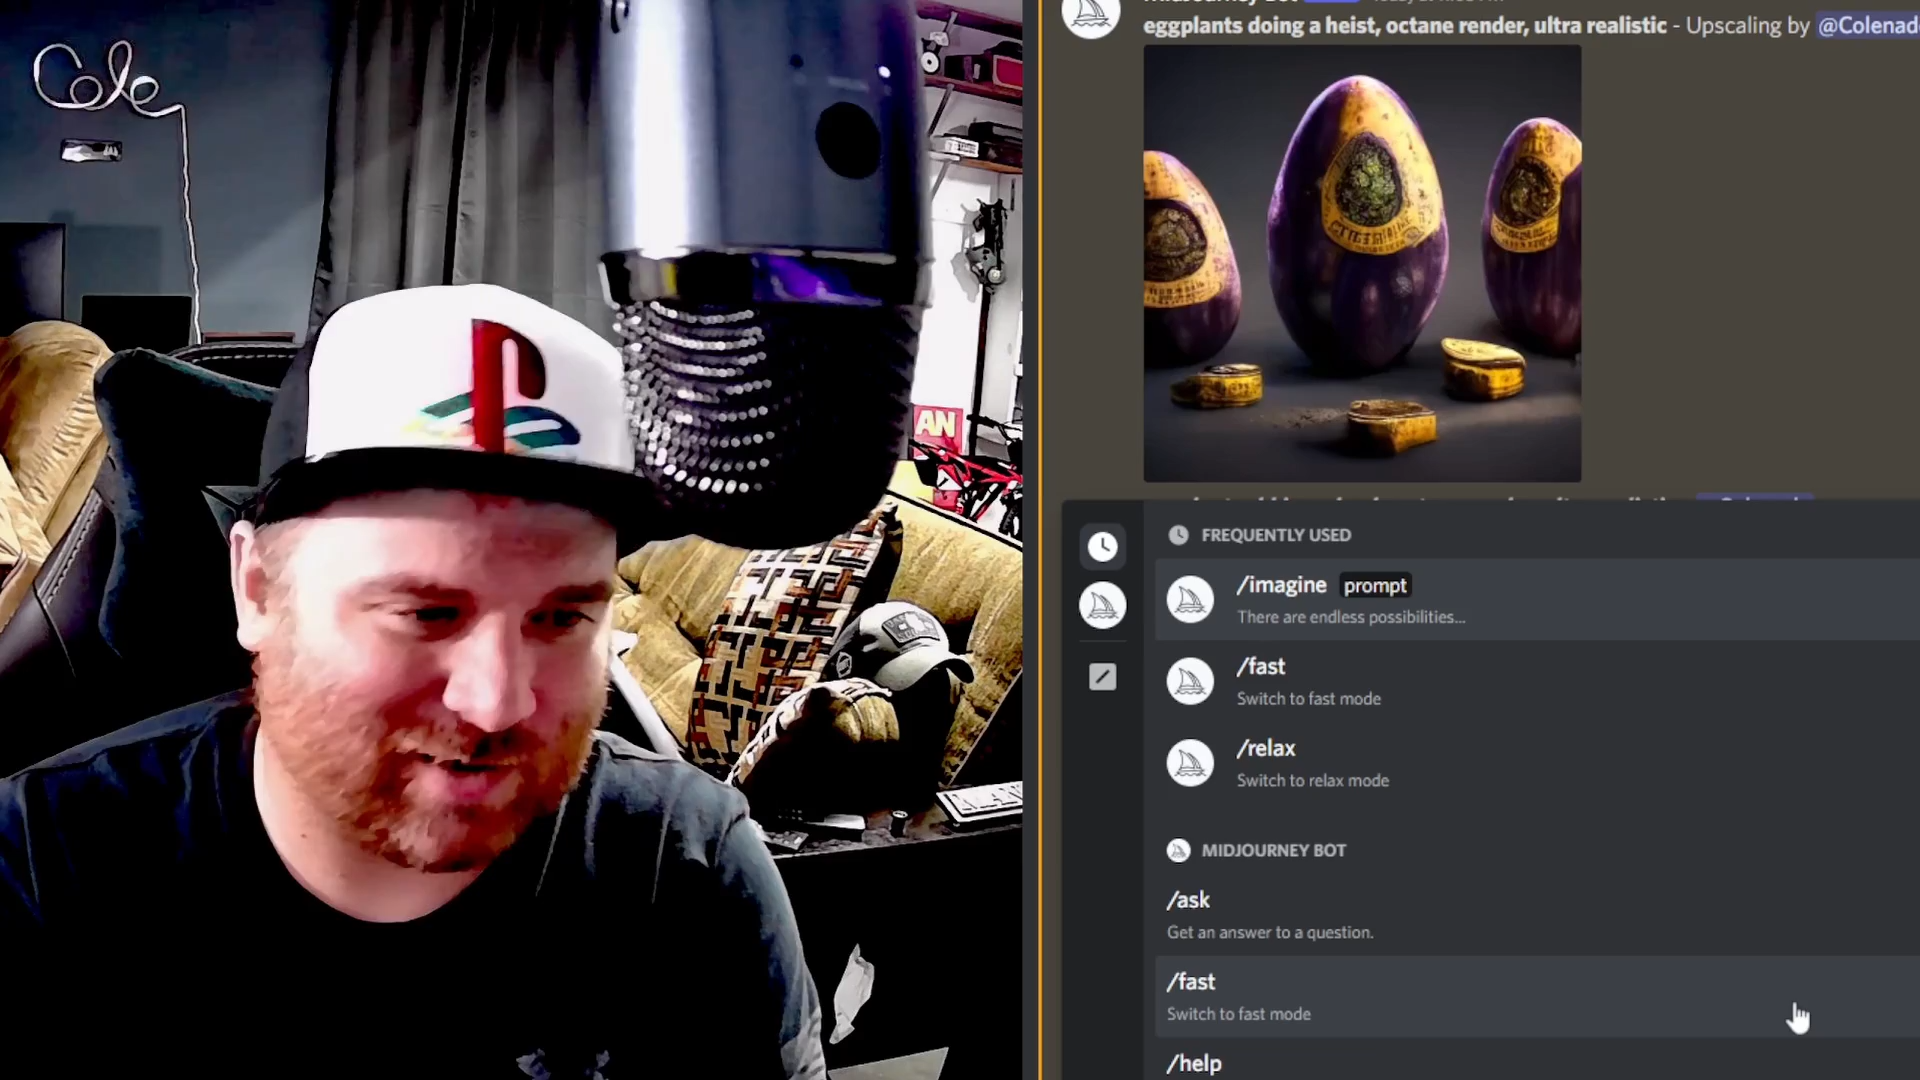 Cole
AN
eggplants doing a heist, octane render, ultra realistic - Upscaling by @Colenad
FREQUENTLY USED
/imagine prompt
There are endless possibilities...
/fast
Switch to fast mode
/relax
Switch to relax mode
MIDJOURNEY BOT
/ask
Get an answer to a question.
/fast
Switch to fast mode
/help